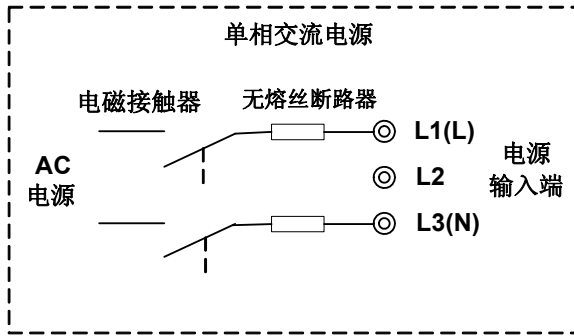 单相交流电源
电磁接触器
无熔丝断路器
L1(L)
AC
电源
L2
电源
输入端
L3(N)